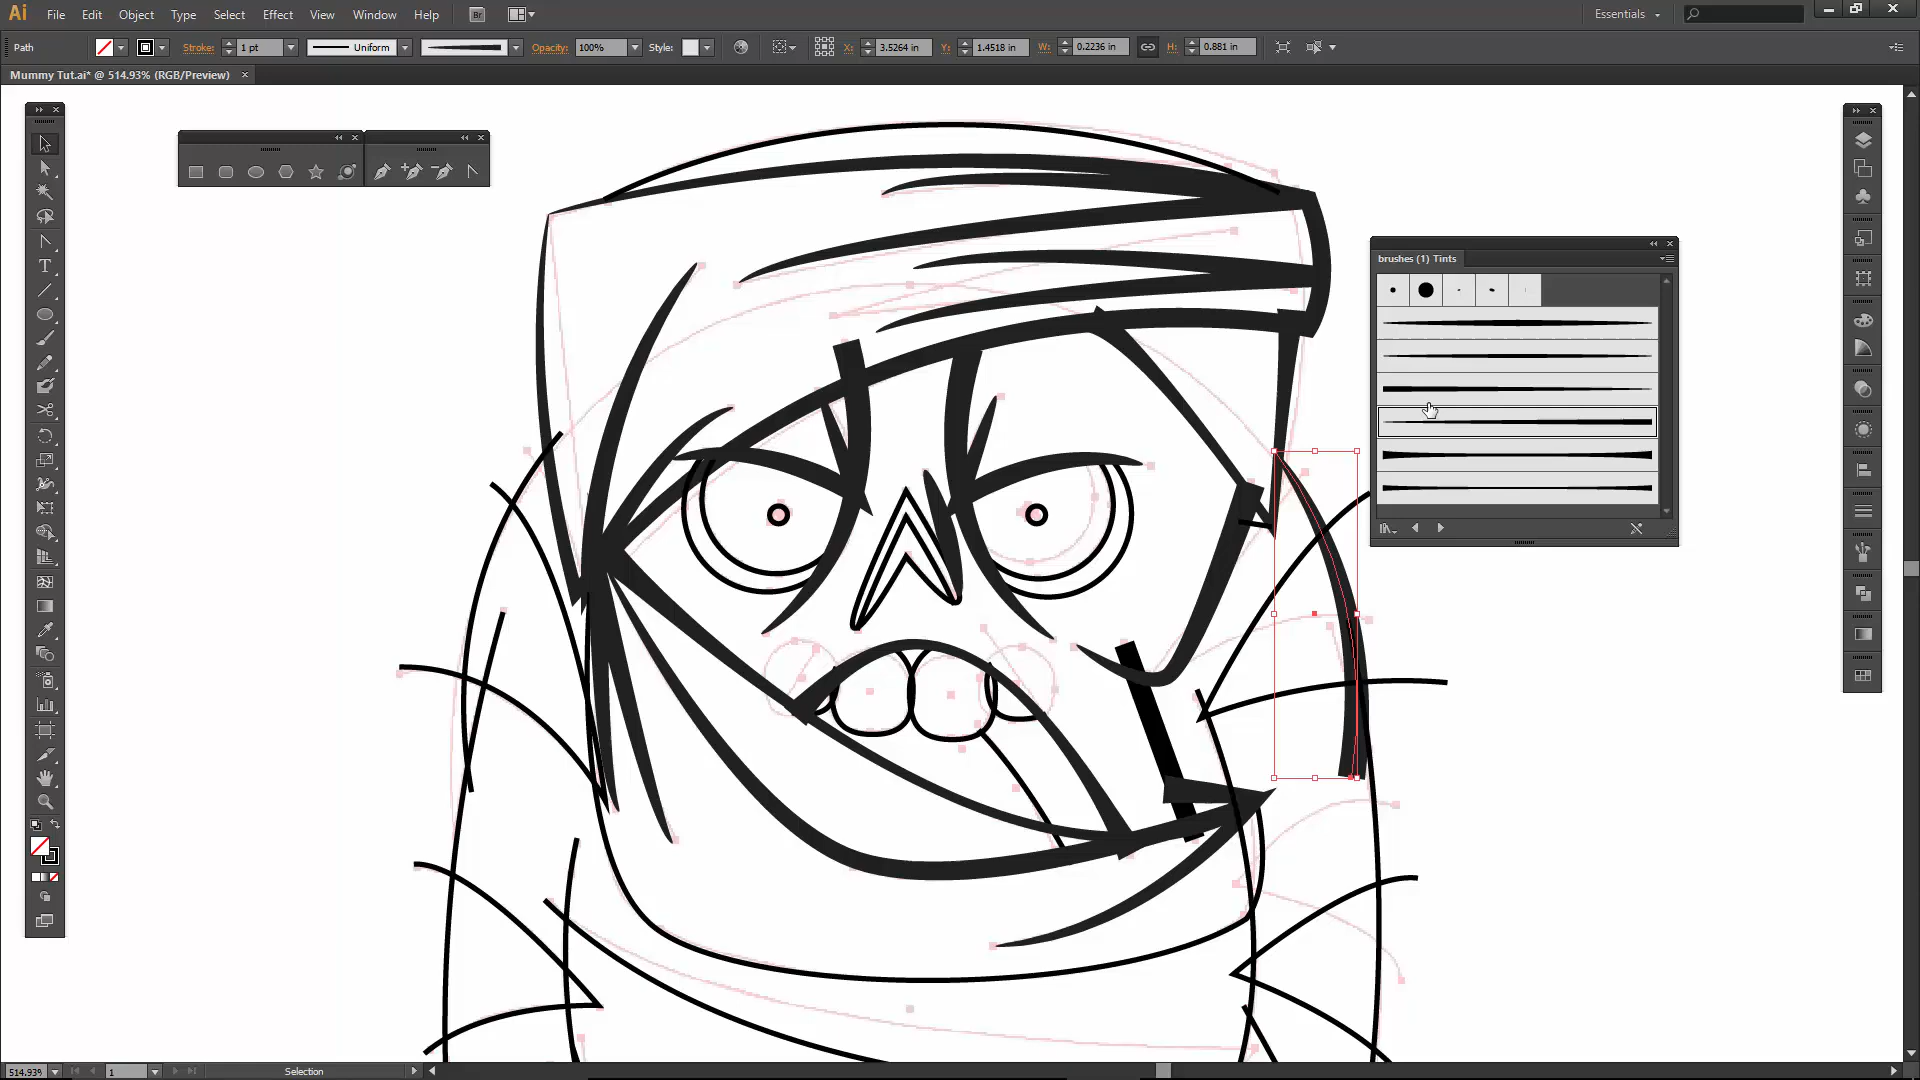 Ai File Edit Object Type Select Effect View Window Help Br Essentials
Path Stroke: 1 pt Uniform Opacity: 100% Style: X: 3.5264 in Y: 1.4518 in W: 0.2236 in H: 0.881 in
Mummy Tut.ai* @ 514.93% (RGB/Preview)
brushes (1) Tints
514.93% 1 Selection